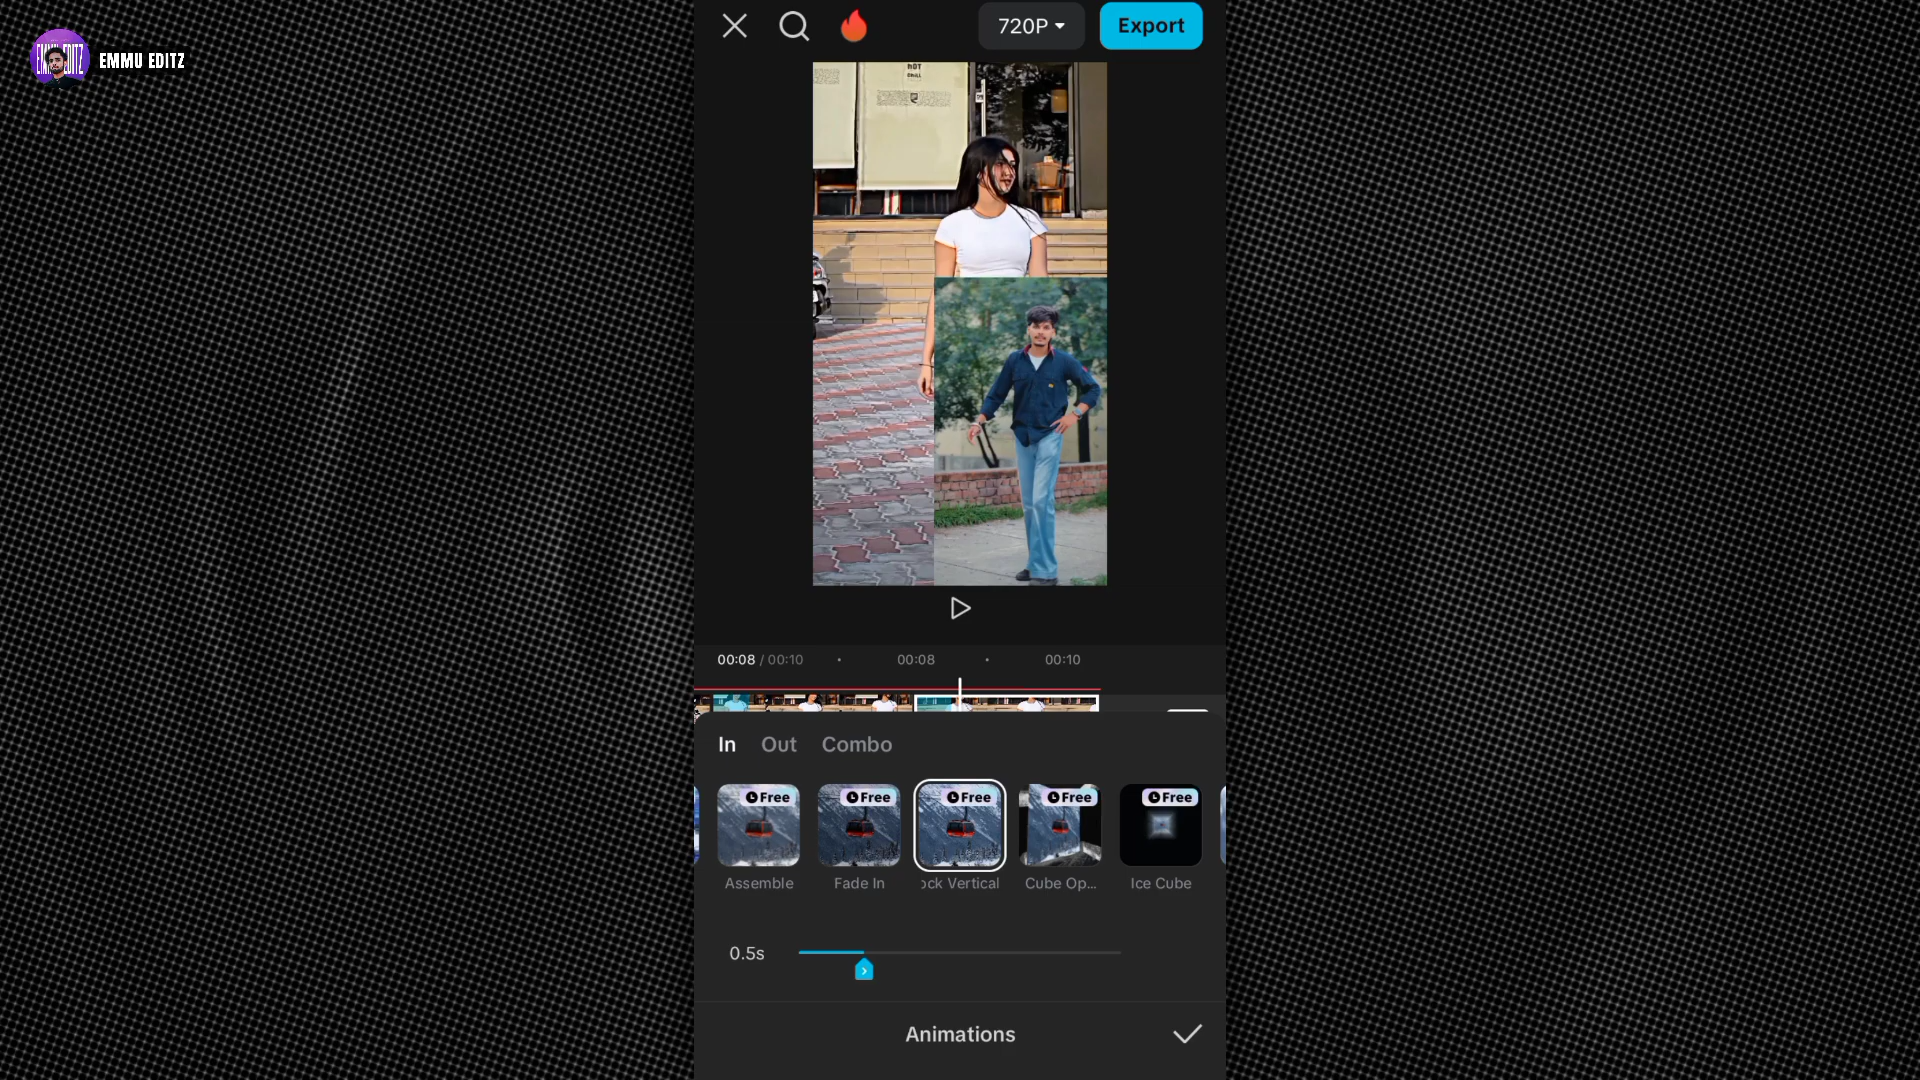 EMMU EDITZ
720P
Export
NOT
00:08 / 00:10
00:08
00:10
In
Out
Combo
Free
Free
Free
Free
Free
Assemble
Fade In
ock Vertical
Cube Op...
Ice Cube
0.5s
Animations